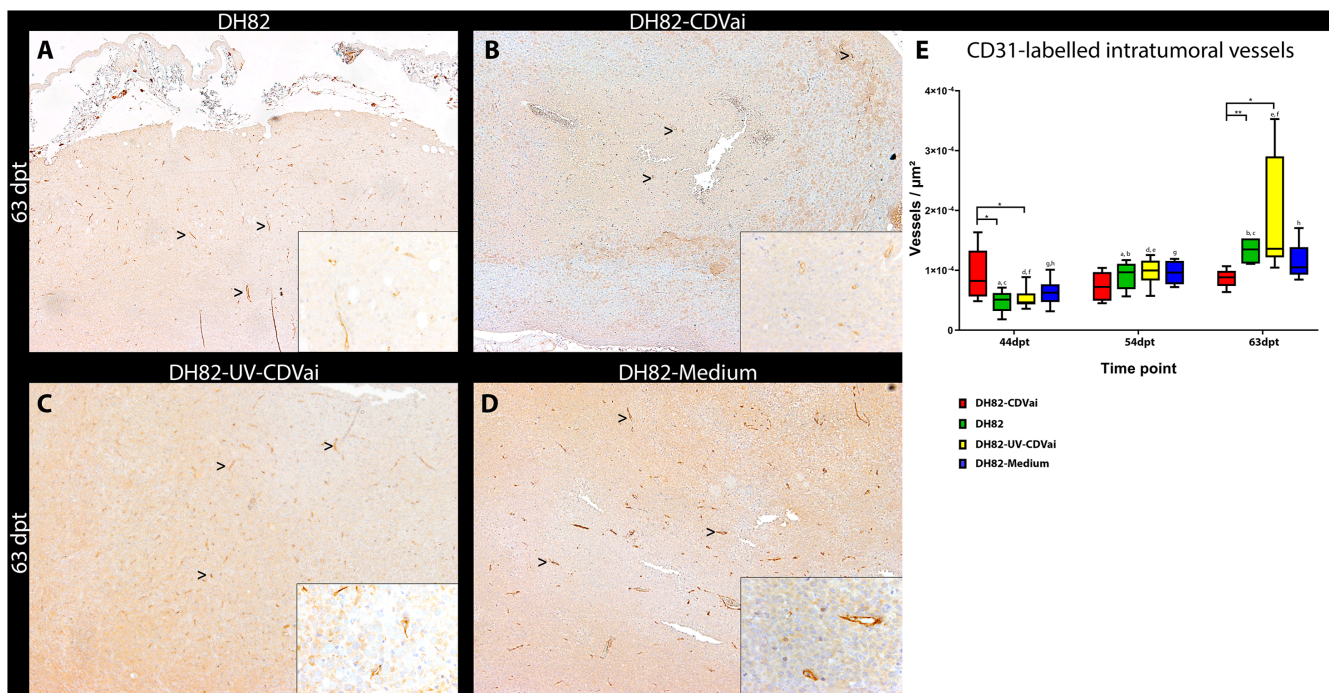 DH82
DH82-CDVai
A
>
>
>
63 dpt
B
>
>
>
DH82-UV-CDVai
DH82-Medium
C
>
>
>
63 dpt
D
>
>
>
E
CD31-labelled intratumoral vessels
Vessels / µm²
4×10⁻⁴
3×10⁻⁴
2×10⁻⁴
1×10⁻⁴
0
*
*
a, c
d, f
g,h
a, b
d, e
g
*
**
b, c
e, f
h
44dpt
54dpt
63dpt
Time point
DH82-CDVai
DH82
DH82-UV-CDVai
DH82-Medium